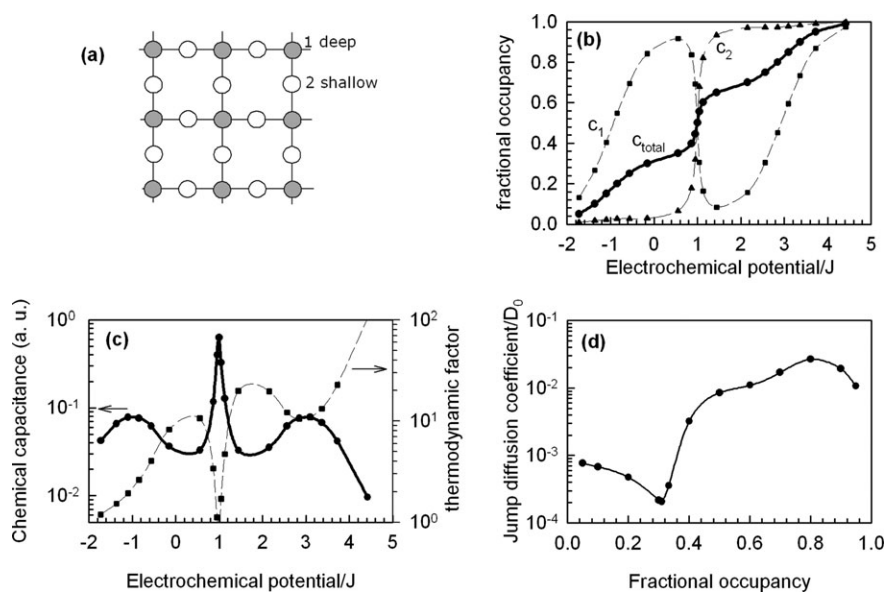 (a)
1 deep
2 shallow
(b)
1.0
0.8
0.6
0.4
0.2
0.0
fractional occupancy
c1
c2
ctotal
-2 -1 0 1 2 3 4 5
Electrochemical potential/J
(c)
Chemical capacitance (a. u.)
10^0
10^-1
10^-2
10^2
10^1
10^0
thermodynamic factor
-2 -1 0 1 2 3 4 5
Electrochemical potential/J
(d)
Jump diffusion coefficient/D0
10^-1
10^-2
10^-3
10^-4
0.0 0.2 0.4 0.6 0.8 1.0
Fractional occupancy